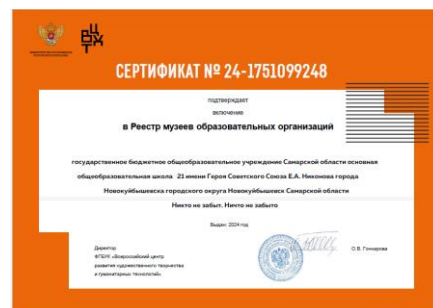 ВЦХТ
СЕРТИФИКАТ № 24-1751099248
подтверждает
включение
в Реестр музеев образовательных организаций
государственное бюджетное общеобразовательное учреждение Самарской области основная
общеобразовательная школа 21 имени Героя Советского Союза Е.А. Никонова города
Новокуйбышевска городского округа Новокуйбышевск Самарской области
Никто не забыт. Ничто не забыто
Выдан: 2024 год
Директор
ФГБУК «Всероссийский центр
развития художественного творчества
и гуманитарных технологий»
О.В. Гончарова